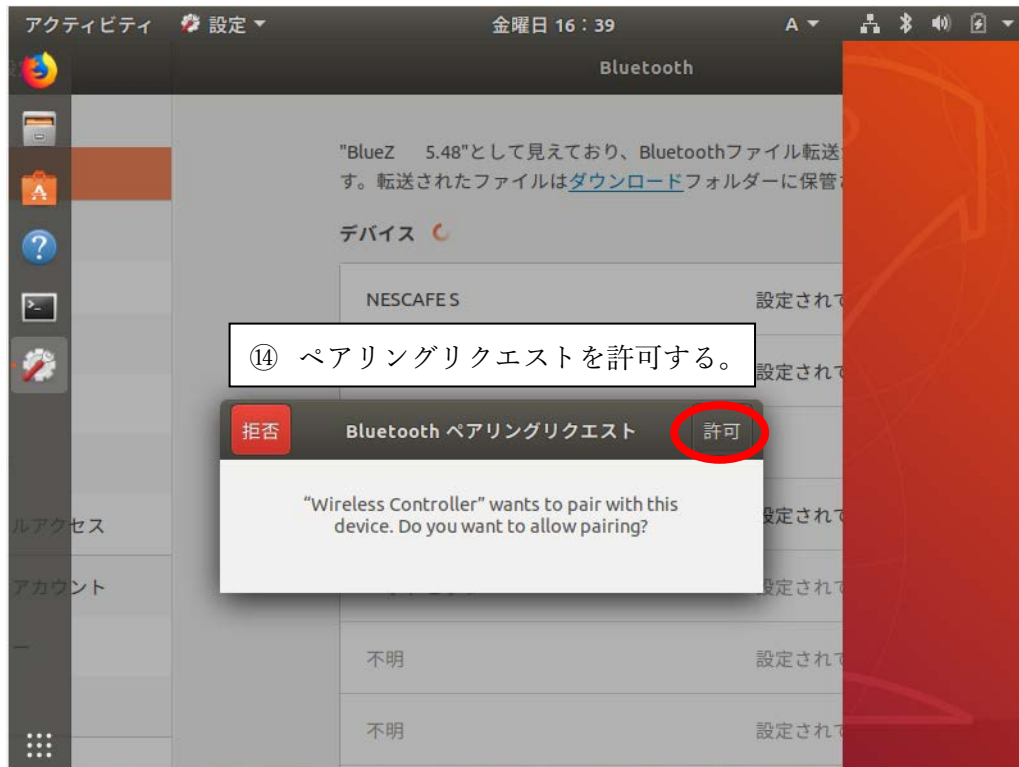 アクティビティ 設定 金曜日 16：39 A
Bluetooth
"BlueZ 5.48"として見えており、Bluetoothファイル転送
す。転送されたファイルはダウンロードフォルダーに保管
デバイス
NESCAFE S 設定されて
⑭ ペアリングリクエストを許可する。
設定されて
拒否 Bluetooth ペアリングリクエスト 許可
“Wireless Controller” wants to pair with this
device. Do you want to allow pairing?
設定されて
ルアクセス
アカウント
設定されて
ー
不明 設定されて
不明 設定されて